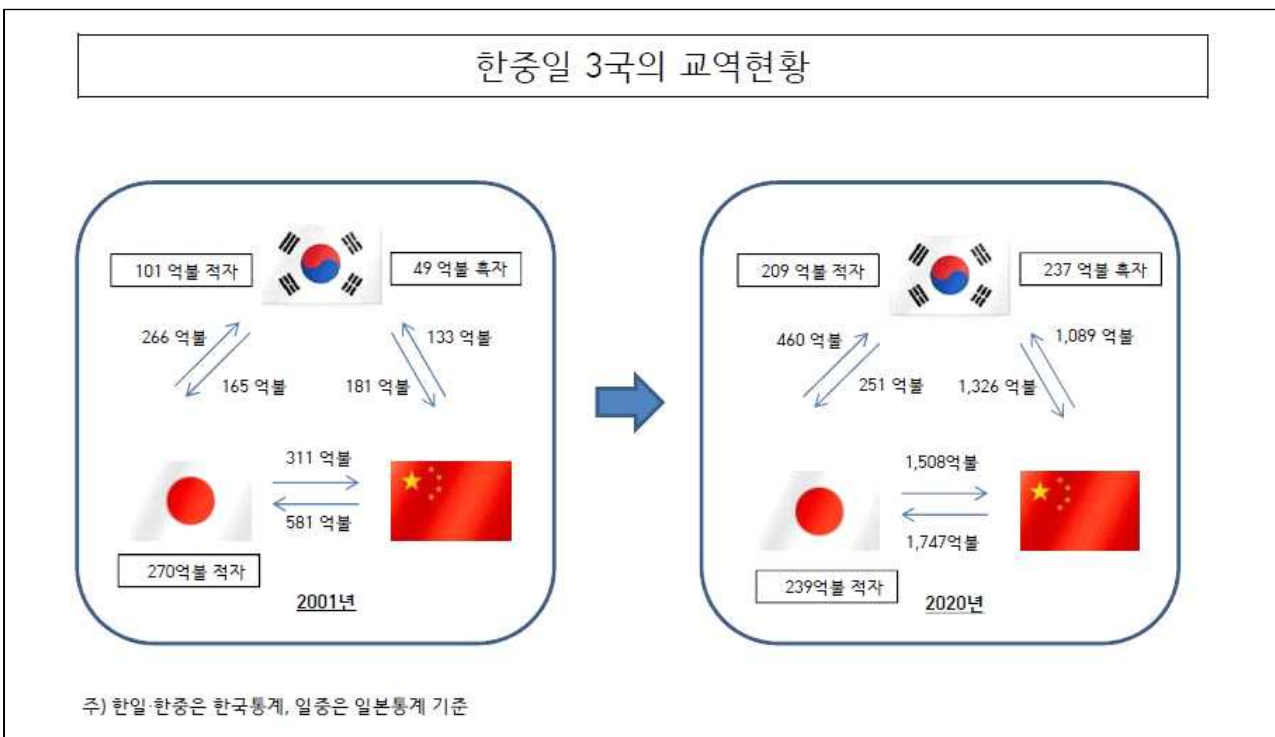 한중일 3국의 교역현황
101 억불 적자
49 억불 흑자
266 억불
133 억불
165 억불
181 억불
311 억불
581 억불
270억불 적자
2001년
209 억불 적자
237 억불 흑자
460 억불
1,089 억불
251 억불
1,326 억불
1,508억불
1,747억불
239억불 적자
2020년
주) 한일·한중은 한국통계, 일중은 일본통계 기준